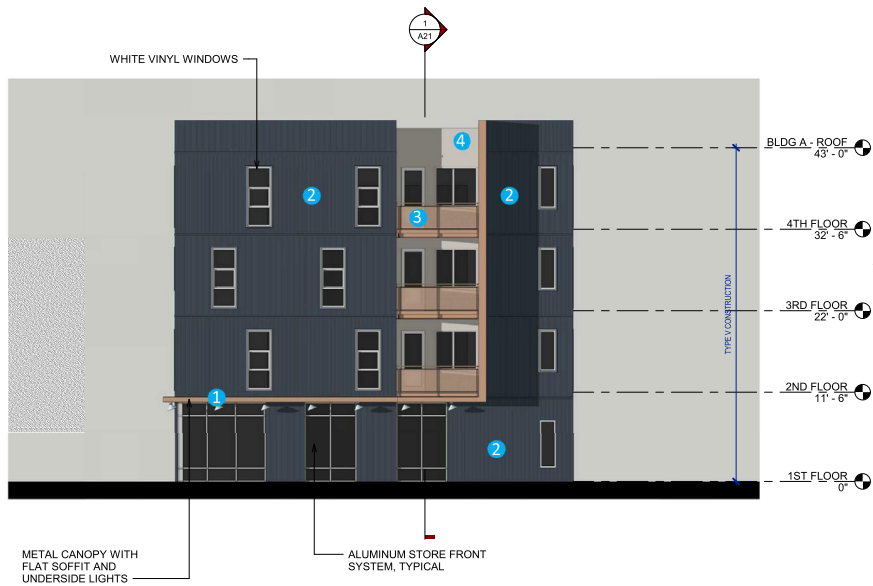 1
A21
WHITE VINYL WINDOWS
4
BLDG A - ROOF
43' - 0"
2
2
3
4TH FLOOR
32' - 6"
TYPE V CONSTRUCTION
3RD FLOOR
22' - 0"
1
2ND FLOOR
11' - 6"
2
1ST FLOOR
0"
METAL CANOPY WITH
FLAT SOFFIT AND
UNDERSIDE LIGHTS
ALUMINUM STORE FRONT
SYSTEM, TYPICAL